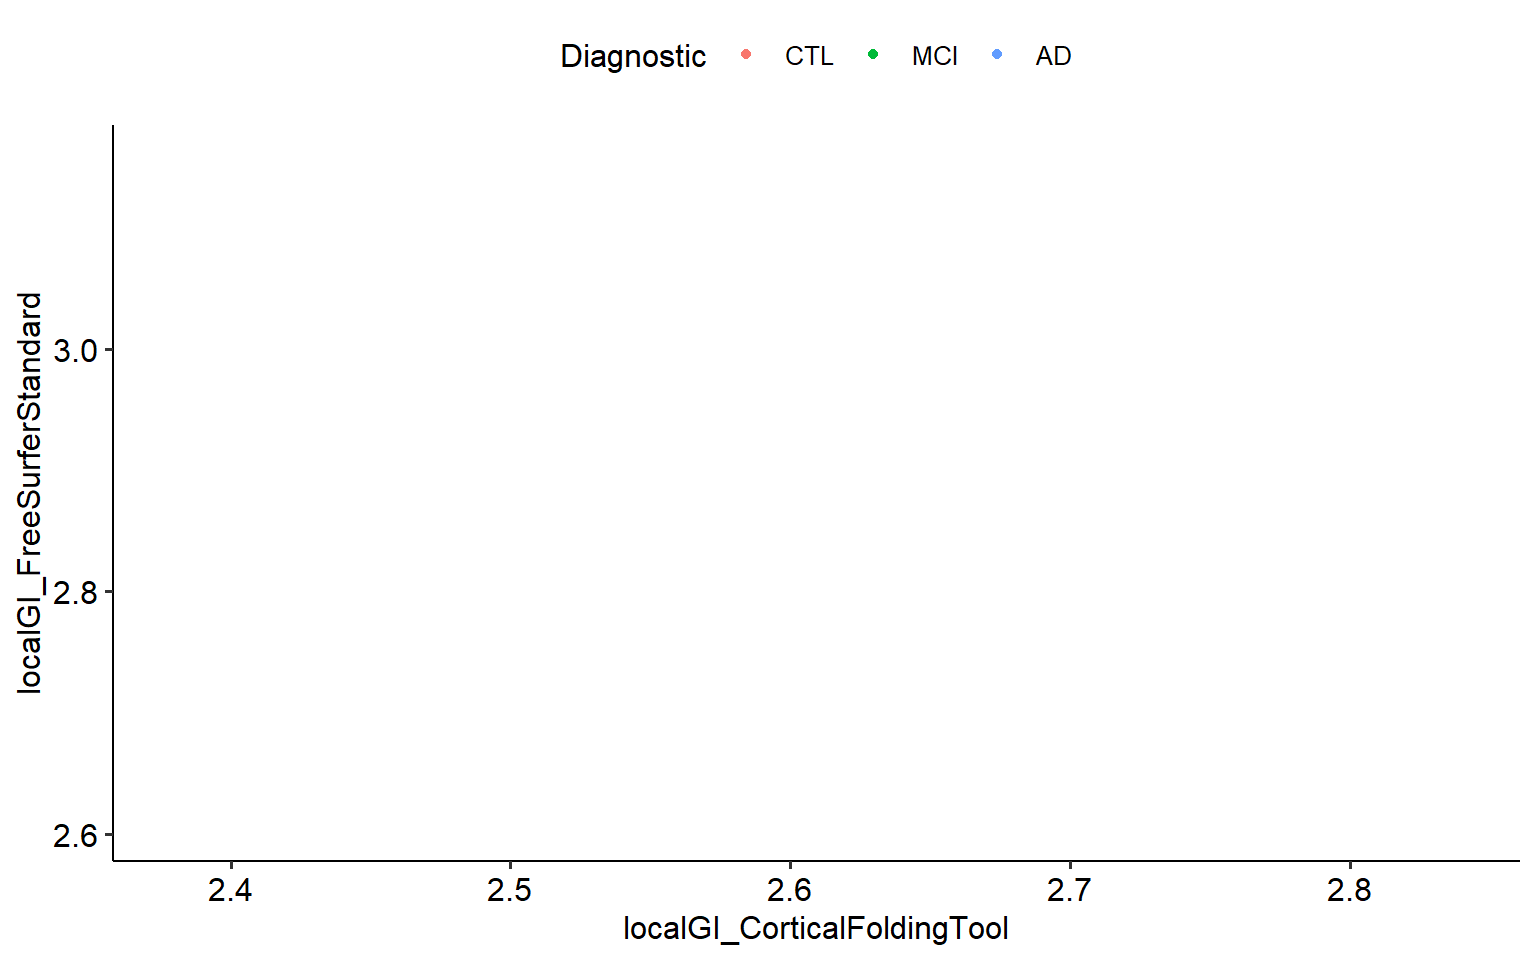 Diagnostic CTL MCI AD
localGI_FreeSurferStandard
3.0
2.8
2.6
2.4 2.5 2.6 2.7 2.8
localGI_CorticalFoldingTool